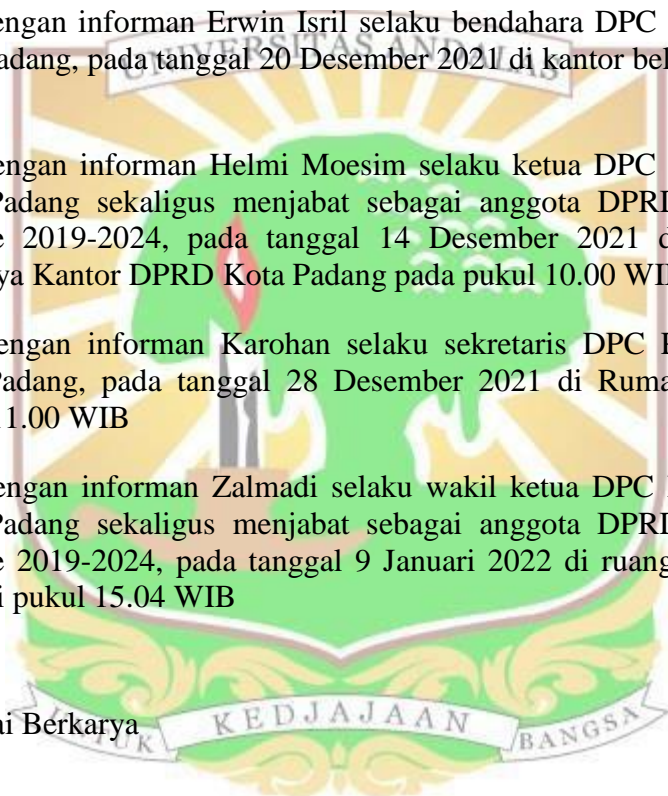 engan informan Erwin Isril selaku bendahara DPC
adang, pada tanggal 20 Desember 2021 di kantor bel
UNIVERSITAS ANDALAS
engan informan Helmi Moesim selaku ketua DPC
Padang sekaligus menjabat sebagai anggota DPRD
e 2019-2024, pada tanggal 14 Desember 2021 d
ya Kantor DPRD Kota Padang pada pukul 10.00 WI
engan informan Karohan selaku sekretaris DPC
Padang, pada tanggal 28 Desember 2021 di Ruma
11.00 WIB
engan informan Zalmadi selaku wakil ketua DPC
Padang sekaligus menjabat sebagai anggota DPRD
e 2019-2024, pada tanggal 9 Januari 2022 di ruang
i pukul 15.04 WIB
ai Berkarya
UNTUK KEDJAJAAN BANGSA